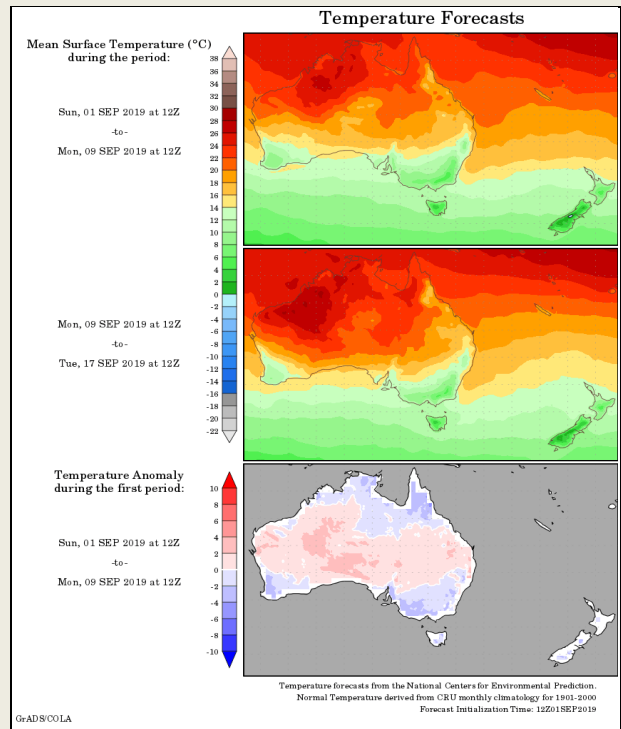 Temperature Forecasts
Mean Surface Temperature (°C)
during the period:
Sun, 01 SEP 2019 at 12Z
-to-
Mon, 09 SEP 2019 at 12Z
38
36
34
32
30
28
26
24
22
20
18
16
14
12
10
8
6
4
2
0
-2
-4
-6
-8
-10
-12
-14
-16
-18
-20
-22
Mon, 09 SEP 2019 at 12Z
-to-
Tue, 17 SEP 2019 at 12Z
Temperature Anomaly
during the first period:
Sun, 01 SEP 2019 at 12Z
-to-
Mon, 09 SEP 2019 at 12Z
10
8
6
4
2
0
-2
-4
-6
-8
-10
Temperature forecasts from the National Centers for Environmental Prediction.
Normal Temperature derived from CRU monthly climatology for 1901-2000
Forecast Initialization Time: 12Z01SEP2019
GrADS/COLA